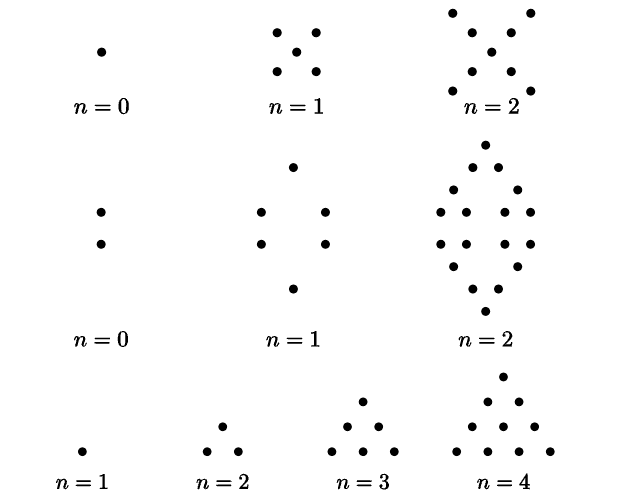 n = 0 n = 1 n = 2
n = 0 n = 1 n = 2
n = 1 n = 2 n = 3 n = 4